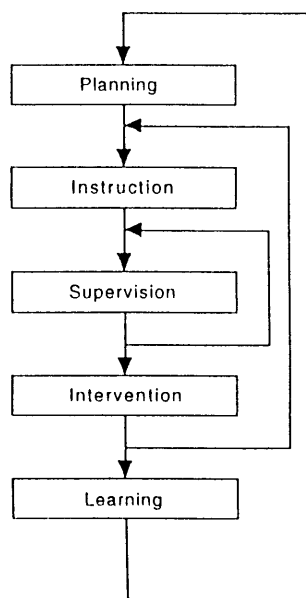 Planning
Instruction
Supervision
Intervention
Learning